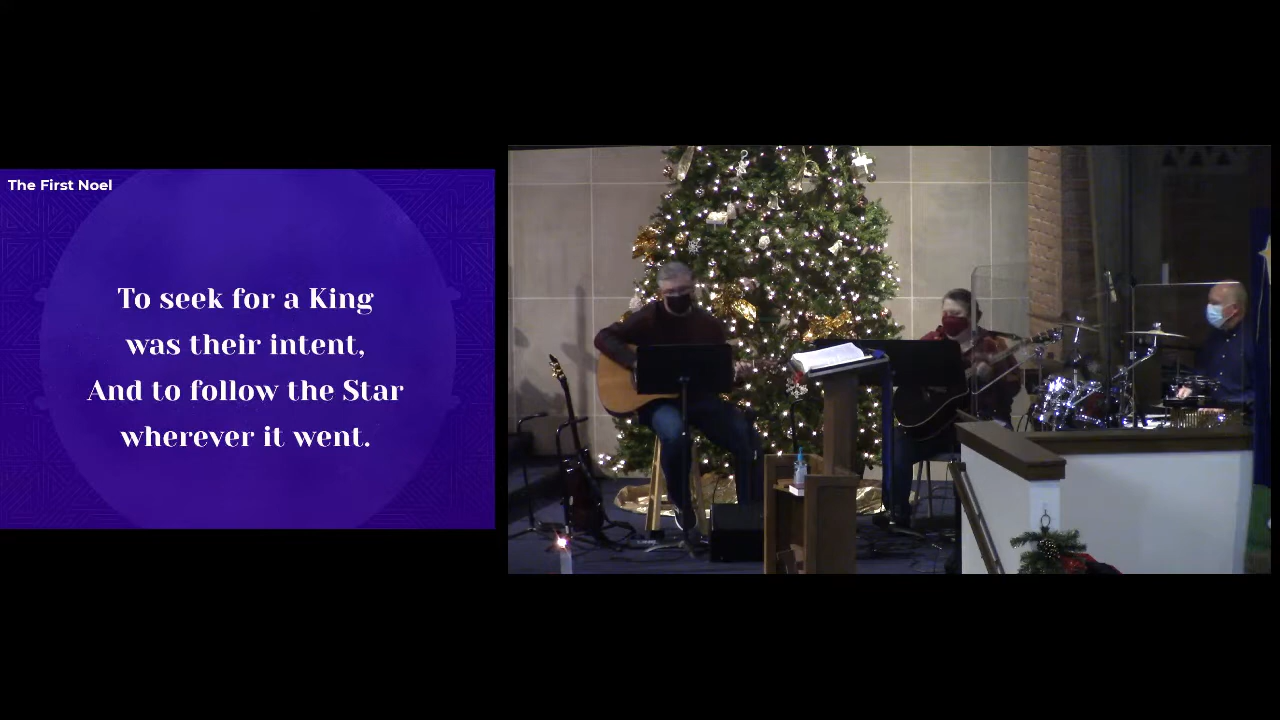 The First Noel
To seek for a King
was their intent,
And to follow the Star
wherever it went.